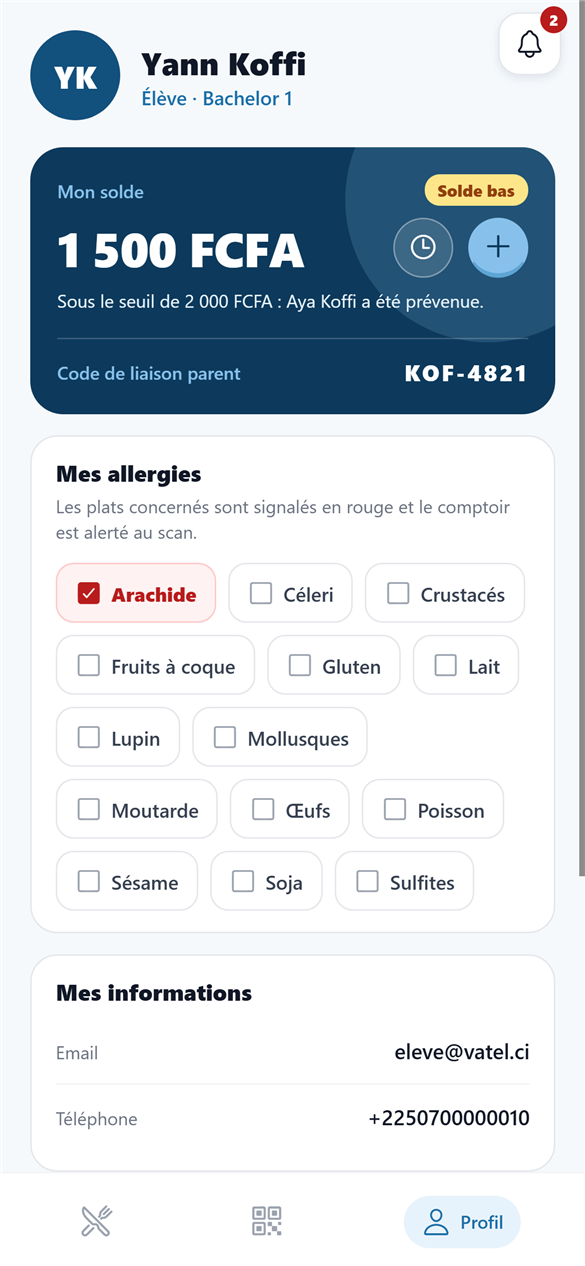 2
YK
Yann Koffi
Élève · Bachelor 1
Mon solde
Solde bas
1 500 FCFA
Sous le seuil de 2 000 FCFA : Aya Koffi a été prévenue.
Code de liaison parent
KOF-4821
Mes allergies
Les plats concernés sont signalés en rouge et le comptoir
est alerté au scan.
Arachide
Céleri
Crustacés
Fruits à coque
Gluten
Lait
Lupin
Mollusques
Moutarde
Œufs
Poisson
Sésame
Soja
Sulfites
Mes informations
Email
eleve@vatel.ci
Téléphone
+2250700000010
Profil